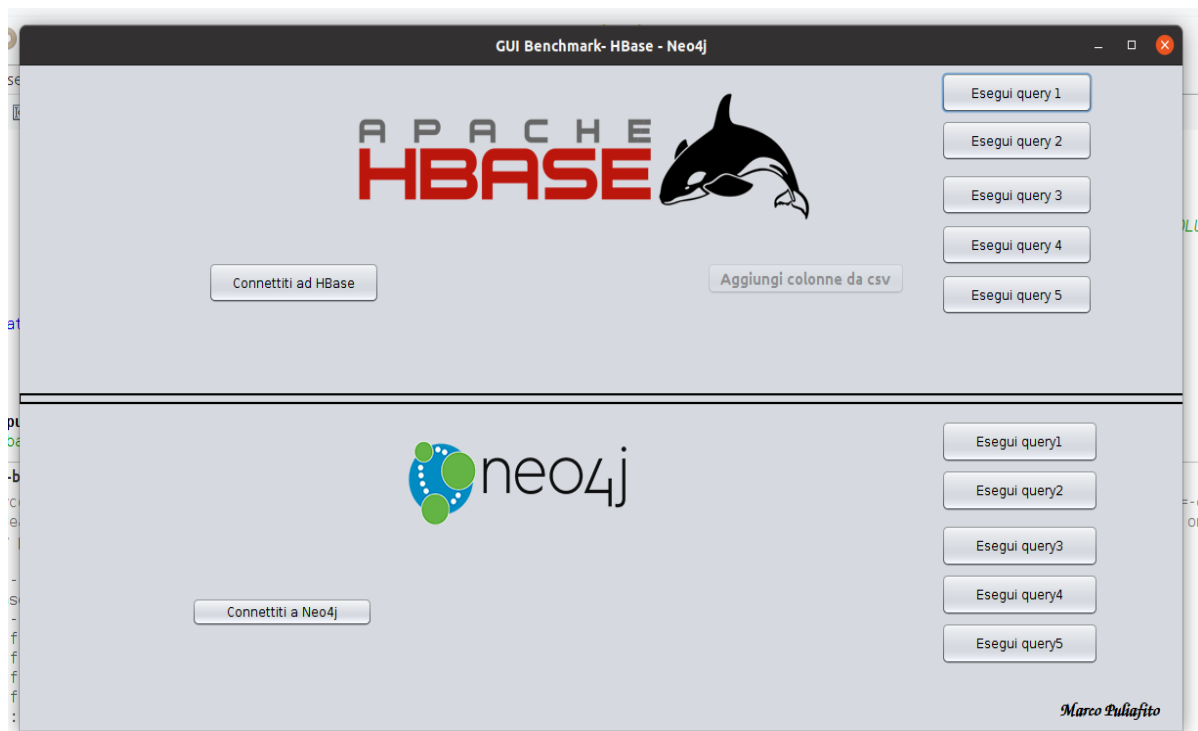 GUI Benchmark- HBase - Neo4j
APACHE
HBASE
Esegui query 1
Esegui query 2
Esegui query 3
Esegui query 4
Esegui query 5
Connettiti ad HBase
Aggiungi colonne da csv
neo4j
Esegui query1
Esegui query2
Esegui query3
Esegui query4
Esegui query5
Connettiti a Neo4j
Marco Puliafito